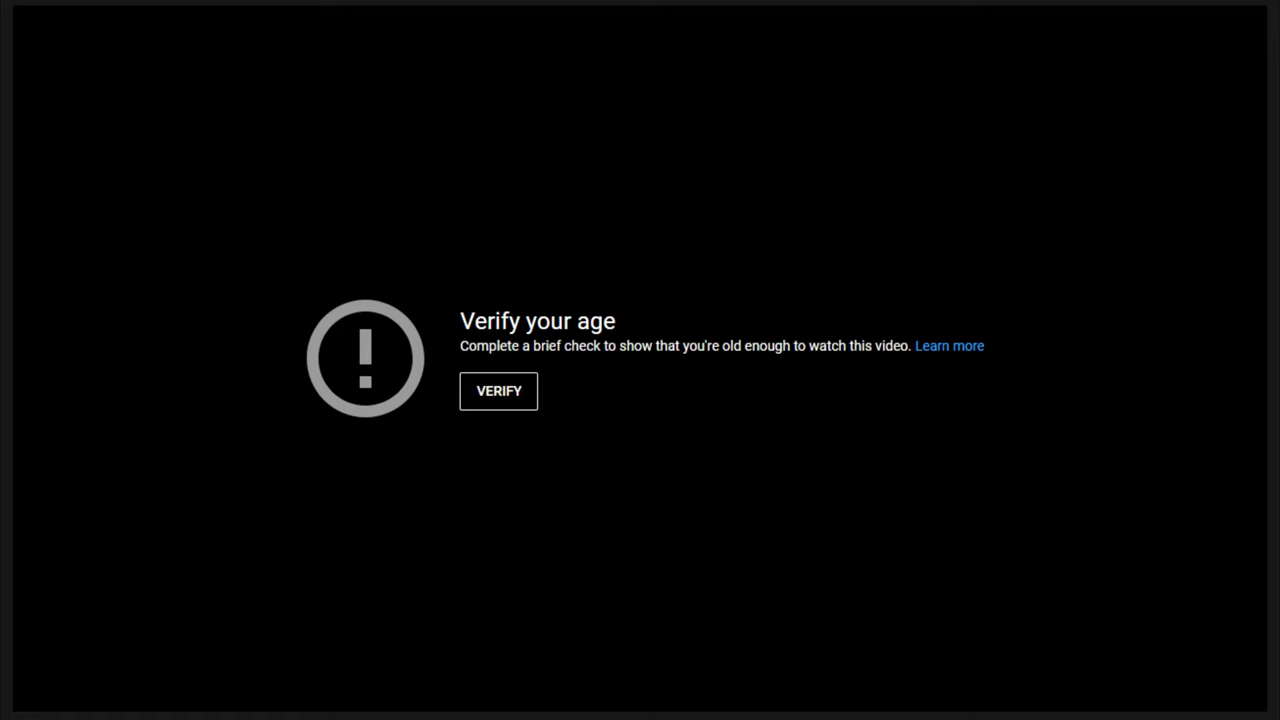 Verify your age
Complete a brief check to show that you're old enough to watch this video. Learn more
VERIFY